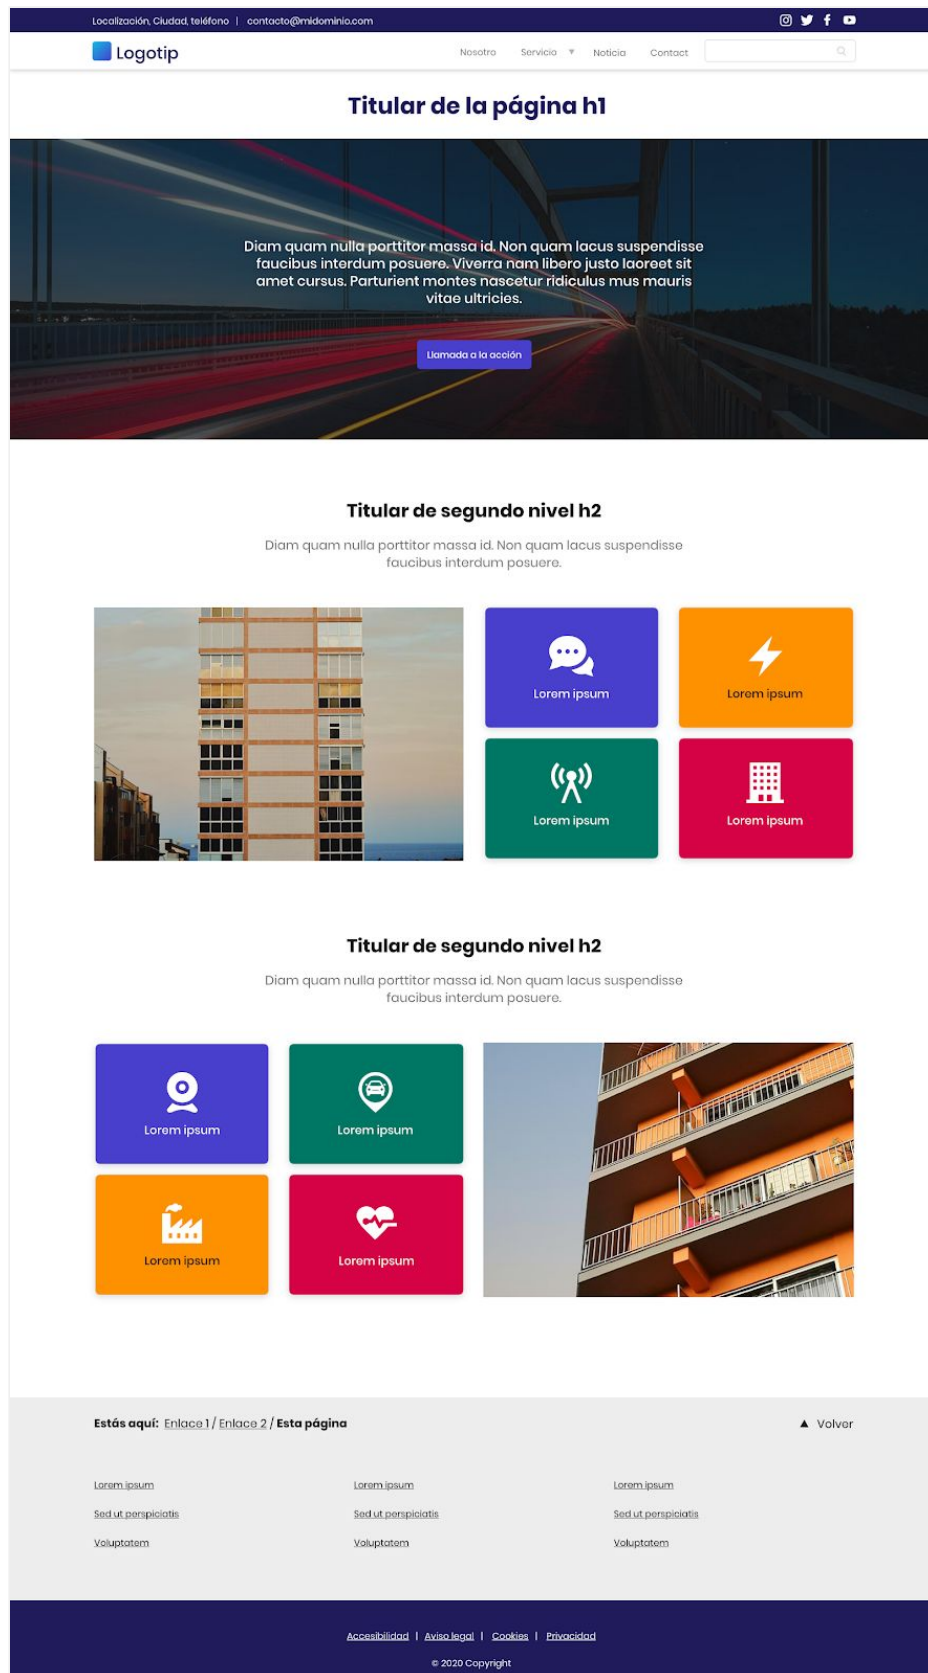 Localización, Ciudad, teléfono | contacto@midominio.com
Logotip
Nosotro Servicio ▼ Noticia Contact
Titular de la página h1
Diam quam nulla porttitor massa id. Non quam lacus suspendisse
faucibus interdum posuere. Viverra nam libero justo laoreet sit
amet cursus. Parturient montes nascetur ridiculus mus mauris
vitae ultricies.
Llamada a la acción
Titular de segundo nivel h2
Diam quam nulla porttitor massa id. Non quam lacus suspendisse
faucibus interdum posuere.
Lorem ipsum
Lorem ipsum
Lorem ipsum
Lorem ipsum
Titular de segundo nivel h2
Diam quam nulla porttitor massa id. Non quam lacus suspendisse
faucibus interdum posuere.
Lorem ipsum
Lorem ipsum
Lorem ipsum
Lorem ipsum
Estás aquí: Enlace 1 / Enlace 2 / Esta página
▲ Volver
Lorem ipsum
Sed ut perspiciatis
Voluptatem
Lorem ipsum
Sed ut perspiciatis
Voluptatem
Lorem ipsum
Sed ut perspiciatis
Voluptatem
Accesibilidad | Aviso legal | Cookies | Privacidad
© 2020 Copyright